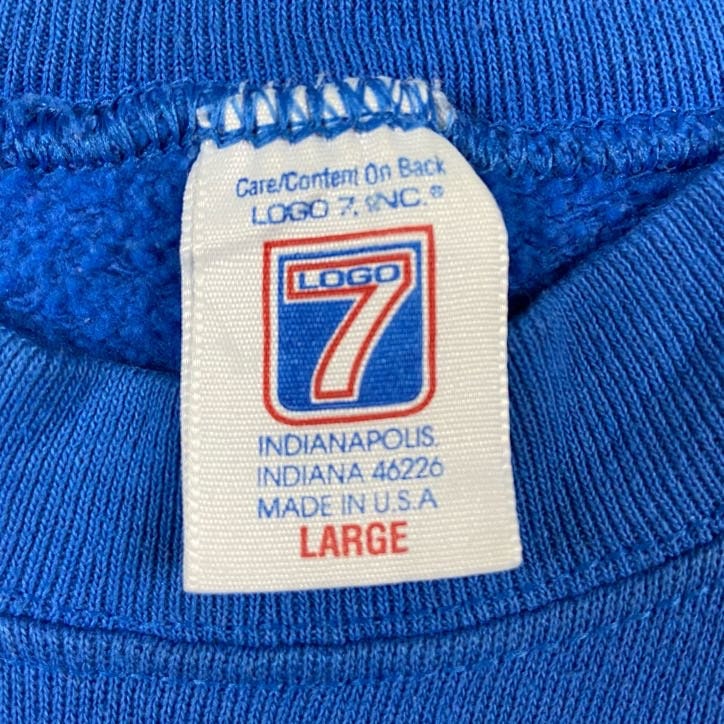 Care/Content On Back
LOGO 7, INC.®
LOGO
7
INDIANAPOLIS.
INDIANA 46226
MADE IN U.S.A
LARGE